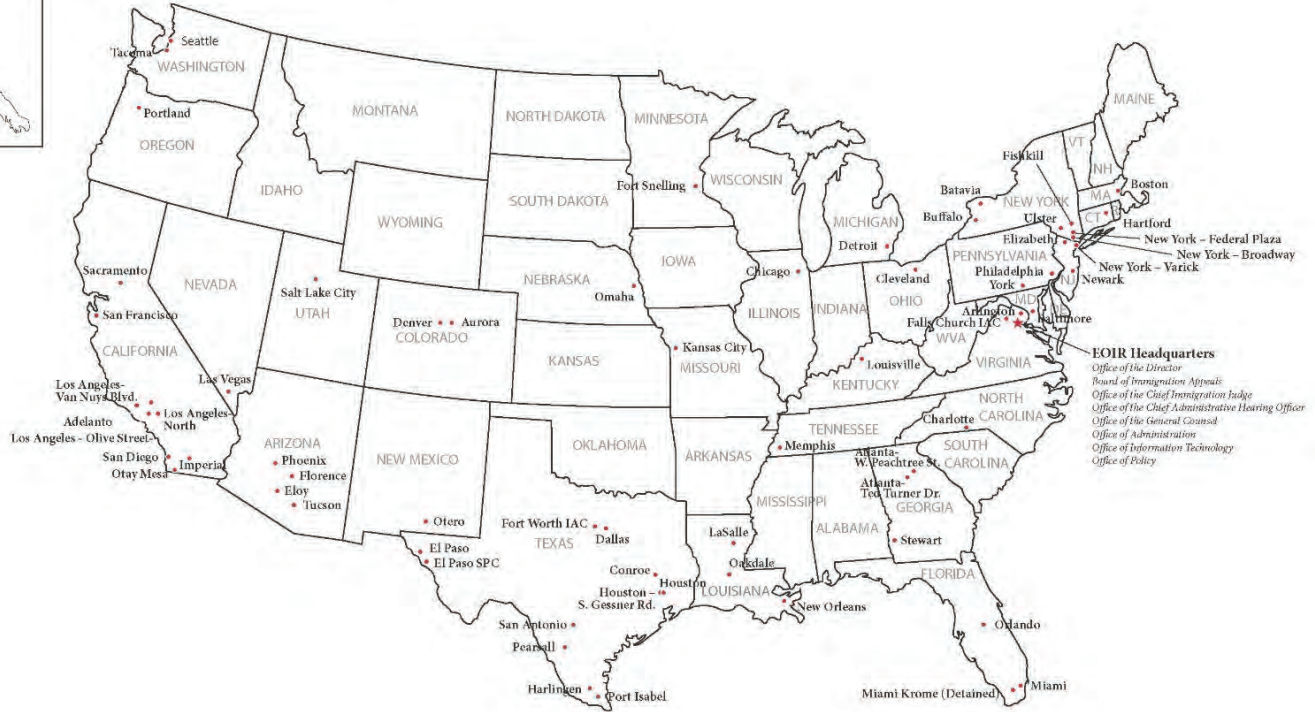 Seattle
Tacoma
WASHINGTON
Portland
OREGON
MONTANA
IDAHO
WYOMING
NORTH DAKOTA
SOUTH DAKOTA
MINNESOTA
Fort Snelling
WISCONSIN
MICHIGAN
Detroit
MAINE
VT
NH
Fishkill
MA
Boston
Batavia
NEW YORK
Buffalo
Ulster
CT
Hartford
Elizabeth
New York – Federal Plaza
New York – Broadway
New York – Varick
Newark
PENNSYLVANIA
Philadelphia
York
NJ
MD
Arlington
Baltimore
Falls Church IAC
WVA
VIRGINIA
EOIR Headquarters
Office of the Director
Board of Immigration Appeals
Office of the Chief Immigration Judge
Office of the Chief Administrative Hearing Officer
Office of the General Counsel
Office of Administration
Office of Information Technology
Office of Policy
Sacramento
NEVADA
San Francisco
CALIFORNIA
Salt Lake City
UTAH
Denver
Aurora
COLORADO
NEBRASKA
Omaha
IOWA
Chicago
ILLINOIS
INDIANA
Cleveland
OHIO
KANSAS
Kansas City
MISSOURI
Louisville
KENTUCKY
Las Vegas
Los Angeles-
Van Nuys Blvd.
Adelanto
Los Angeles-
North
Los Angeles - Olive Street-
San Diego
Otay Mesa
Imperial
ARIZONA
Phoenix
Florence
Eloy
Tucson
NEW MEXICO
Otero
El Paso
El Paso SPC
OKLAHOMA
ARKANSAS
TENNESSEE
Memphis
NORTH
CAROLINA
Charlotte
SOUTH
CAROLINA
Atlanta-
W. Peachtree St.
Atlanta-
Ted Turner Dr.
GEORGIA
Stewart
MISSISSIPPI
ALABAMA
Fort Worth IAC
Dallas
TEXAS
LaSalle
Oakdale
LOUISIANA
New Orleans
Conroe
Houston
Houston –
S. Gessner Rd.
San Antonio
Pearsall
Harlingen
Port Isabel
FLORIDA
Orlando
Miami
Miami Krome (Detained)